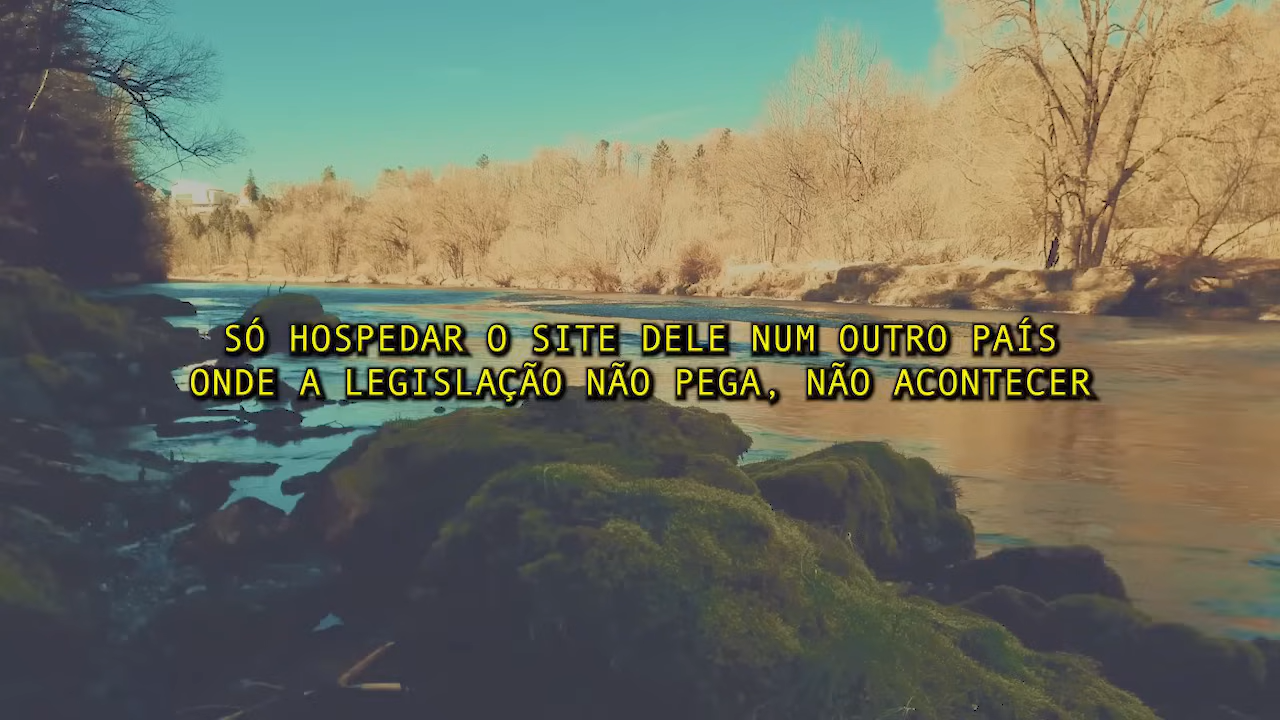 SÓ HOSPEDAR O SITE DELE NUM OUTRO PAÍS
ONDE A LEGISLAÇÃO NÃO PEGA, NÃO ACONTECER